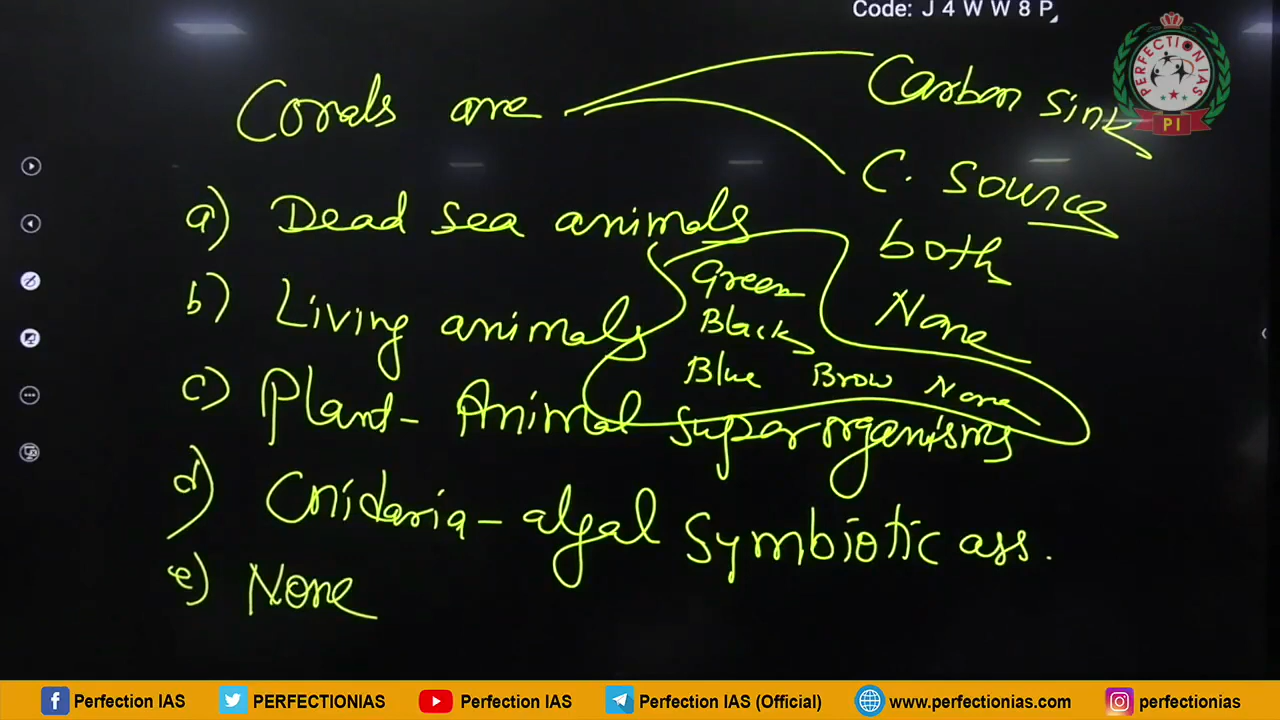 Code: J 4 W W 8 P
PERFECTION IAS
PI
Corals are
Carbon sink
C. source
both
None
a) Dead sea animals
b) Living animals
Green
Black
Blue Brow None
c) Plant- Animal superorganisms
d) Cnidaria - algal Symbiotic ass.
e) None
Perfection IAS PERFECTIONIAS Perfection IAS Perfection IAS (Official) www.perfectionias.com perfectionias